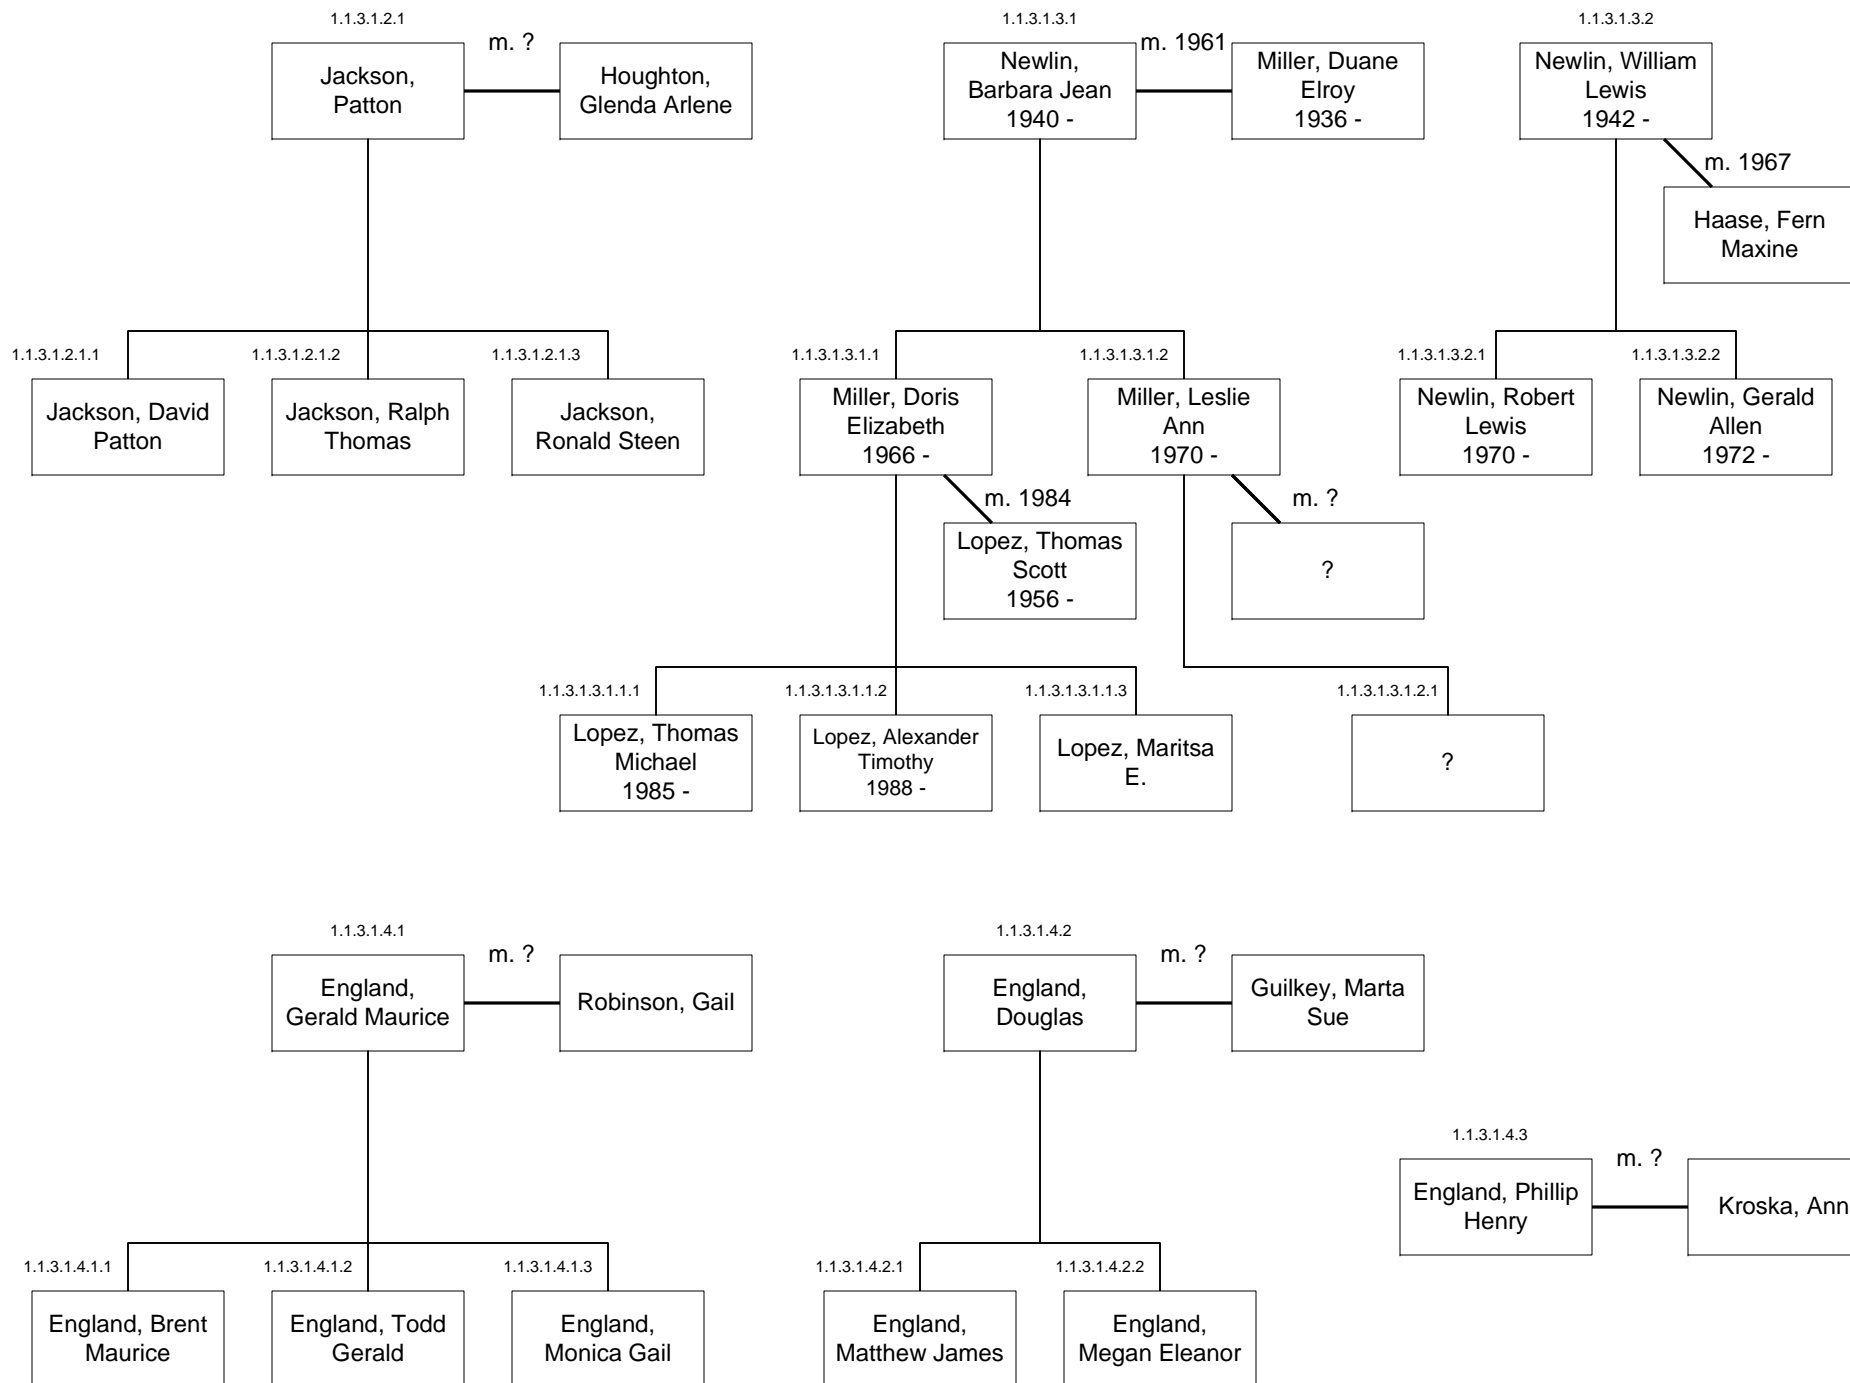 1.1.3.1.2.1
Jackson,
Patton
m. ?
Houghton,
Glenda Arlene
1.1.3.1.3.1
Newlin,
Barbara Jean
1940 -
m. 1961
Miller, Duane
Elroy
1936 -
1.1.3.1.3.2
Newlin, William
Lewis
1942 -
m. 1967
Haase, Fern
Maxine
1.1.3.1.2.1.1
Jackson, David
Patton
1.1.3.1.2.1.2
Jackson, Ralph
Thomas
1.1.3.1.2.1.3
Jackson,
Ronald Steen
1.1.3.1.3.1.1
Miller, Doris
Elizabeth
1966 -
m. 1984
Lopez, Thomas
Scott
1956 -
1.1.3.1.3.1.2
Miller, Leslie
Ann
1970 -
m. ?
?
1.1.3.1.3.2.1
Newlin, Robert
Lewis
1970 -
1.1.3.1.3.2.2
Newlin, Gerald
Allen
1972 -
1.1.3.1.3.1.1.1
Lopez, Thomas
Michael
1985 -
1.1.3.1.3.1.1.2
Lopez, Alexander
Timothy
1988 -
1.1.3.1.3.1.1.3
Lopez, Maritsa
E.
1.1.3.1.3.1.2.1
?
1.1.3.1.4.1
England,
Gerald Maurice
m. ?
Robinson, Gail
1.1.3.1.4.2
England,
Douglas
m. ?
Guilkey, Marta
Sue
1.1.3.1.4.3
England, Phillip
Henry
m. ?
Kroska, Ann
1.1.3.1.4.1.1
England, Brent
Maurice
1.1.3.1.4.1.2
England, Todd
Gerald
1.1.3.1.4.1.3
England,
Monica Gail
1.1.3.1.4.2.1
England,
Matthew James
1.1.3.1.4.2.2
England,
Megan Eleanor